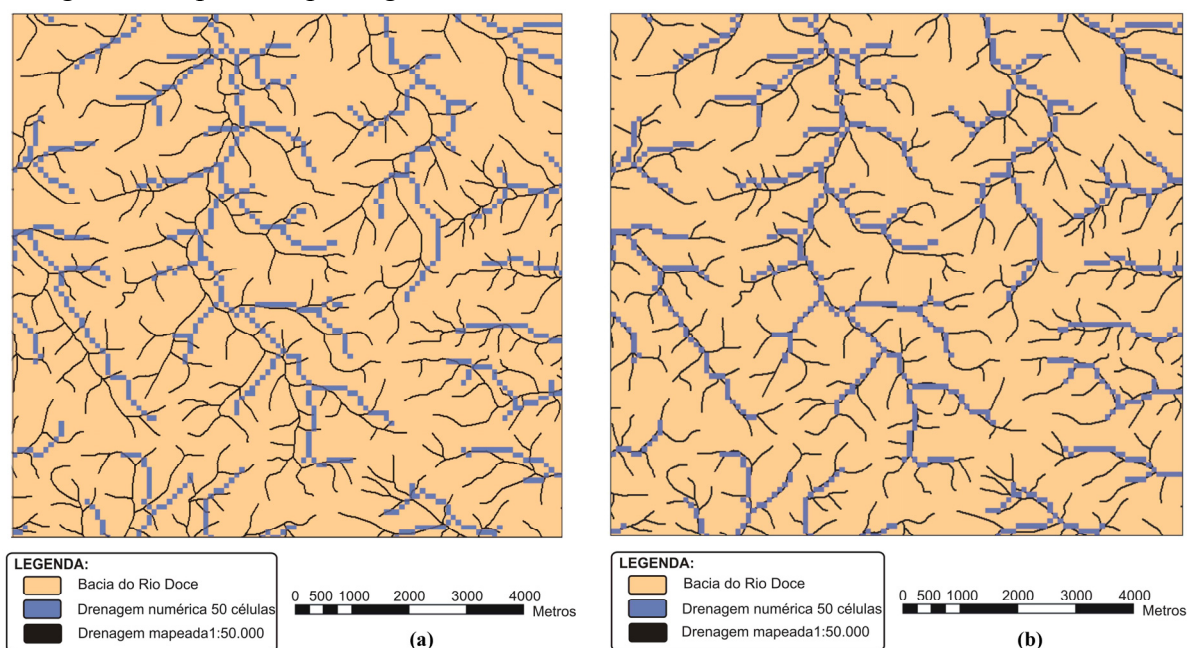 LEGENDA:
Bacia do Rio Doce
Drenagem numérica 50 células
Drenagem mapeada1:50.000
0 500 1000 2000 3000 4000
Metros
(a)
LEGENDA:
Bacia do Rio Doce
Drenagem numérica 50 células
Drenagem mapeada1:50.000
0 500 1000 2000 3000 4000
Metros
(b)